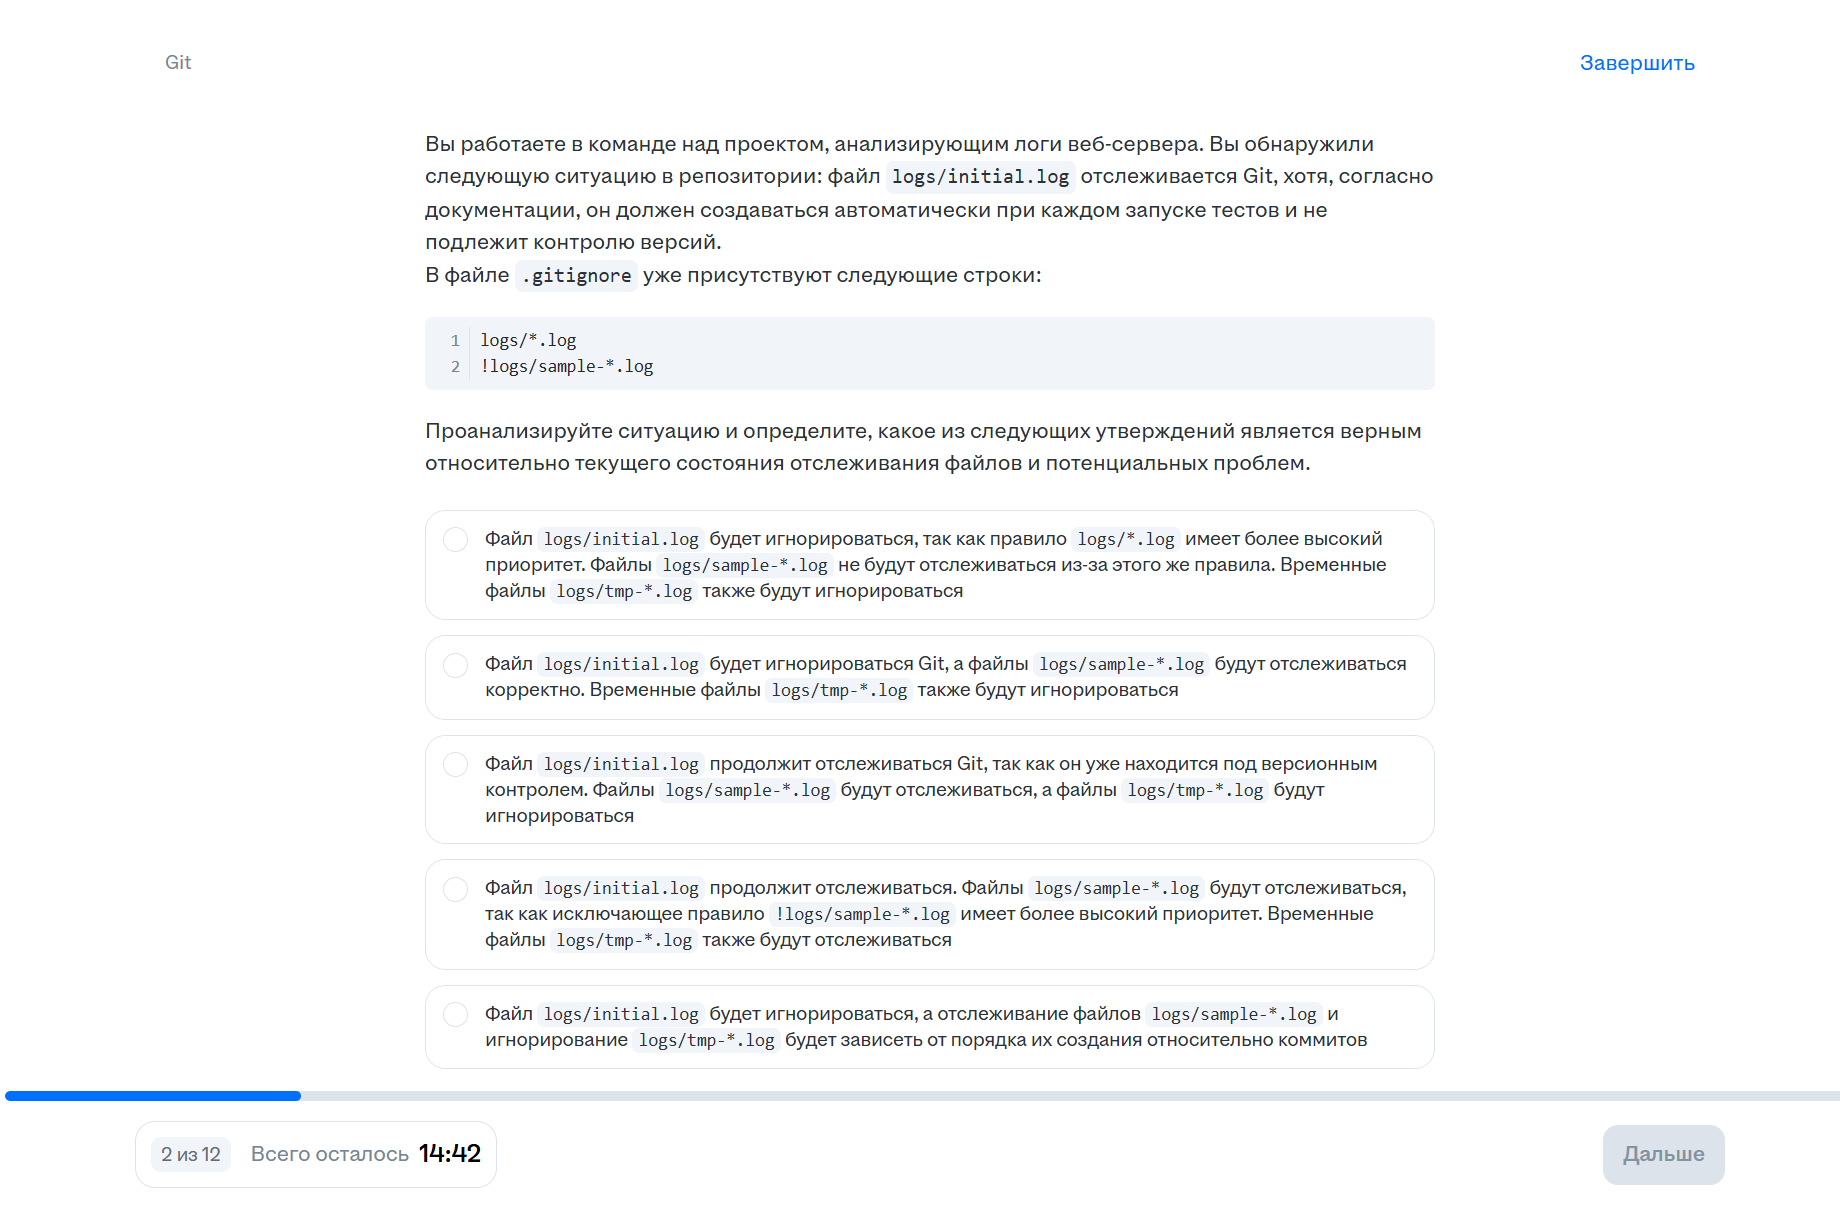 Git
Завершить
Вы работаете в команде над проектом, анализирующим логи веб-сервера. Вы обнаружили
следующую ситуацию в репозитории: файл logs/initial.log отслеживается Git, хотя, согласно
документации, он должен создаваться автоматически при каждом запуске тестов и не
подлежит контролю версий.
В файле .gitignore уже присутствуют следующие строки:
1 logs/*.log
2 !logs/sample-*.log
Проанализируйте ситуацию и определите, какое из следующих утверждений является верным
относительно текущего состояния отслеживания файлов и потенциальных проблем.
Файл logs/initial.log будет игнорироваться, так как правило logs/*.log имеет более высокий
приоритет. Файлы logs/sample-*.log не будут отслеживаться из-за этого же правила. Временные
файлы logs/tmp-*.log также будут игнорироваться
Файл logs/initial.log будет игнорироваться Git, а файлы logs/sample-*.log будут отслеживаться
корректно. Временные файлы logs/tmp-*.log также будут игнорироваться
Файл logs/initial.log продолжит отслеживаться Git, так как он уже находится под версионным
контролем. Файлы logs/sample-*.log будут отслеживаться, а файлы logs/tmp-*.log будут
игнорироваться
Файл logs/initial.log продолжит отслеживаться. Файлы logs/sample-*.log будут отслеживаться,
так как исключающее правило !logs/sample-*.log имеет более высокий приоритет. Временные
файлы logs/tmp-*.log также будут отслеживаться
Файл logs/initial.log будет игнорироваться, а отслеживание файлов logs/sample-*.log и
игнорирование logs/tmp-*.log будет зависеть от порядка их создания относительно коммитов
2 из 12 Всего осталось 14:42
Дальше